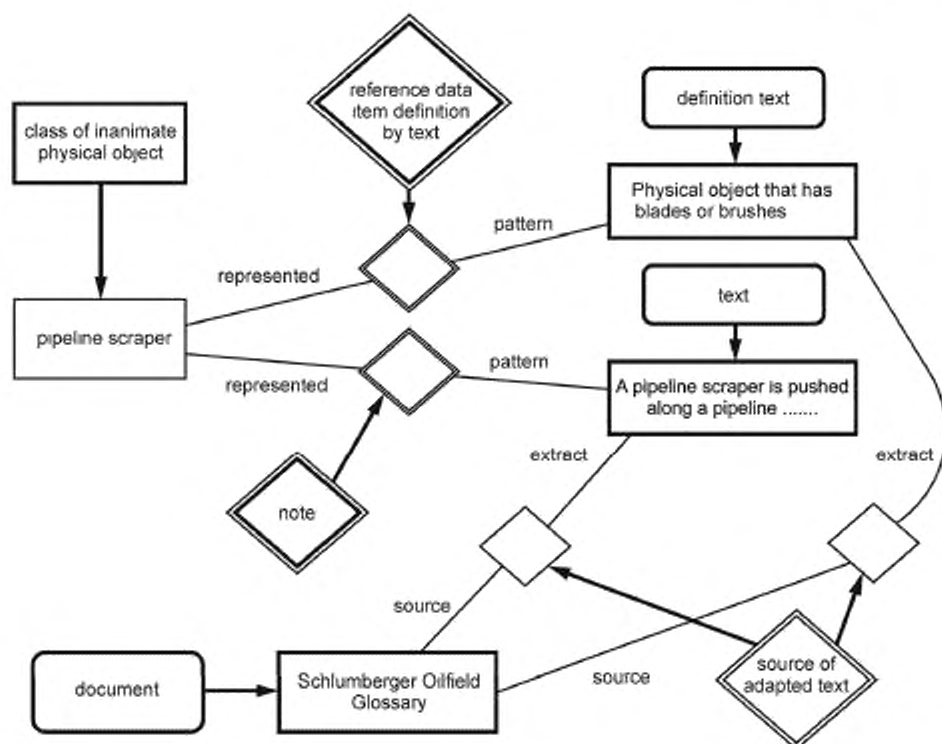 reference data
item definition
by text
definition text
class of inanimate
physical object
Physical object that has
blades or brushes
pattern
represented
text
pipeline scraper
pattern
represented
A pipeline scraper is pushed
along a pipeline .......
extract
extract
note
source
source
document
Schlumberger Oilfield
Glossary
source of
adapted text